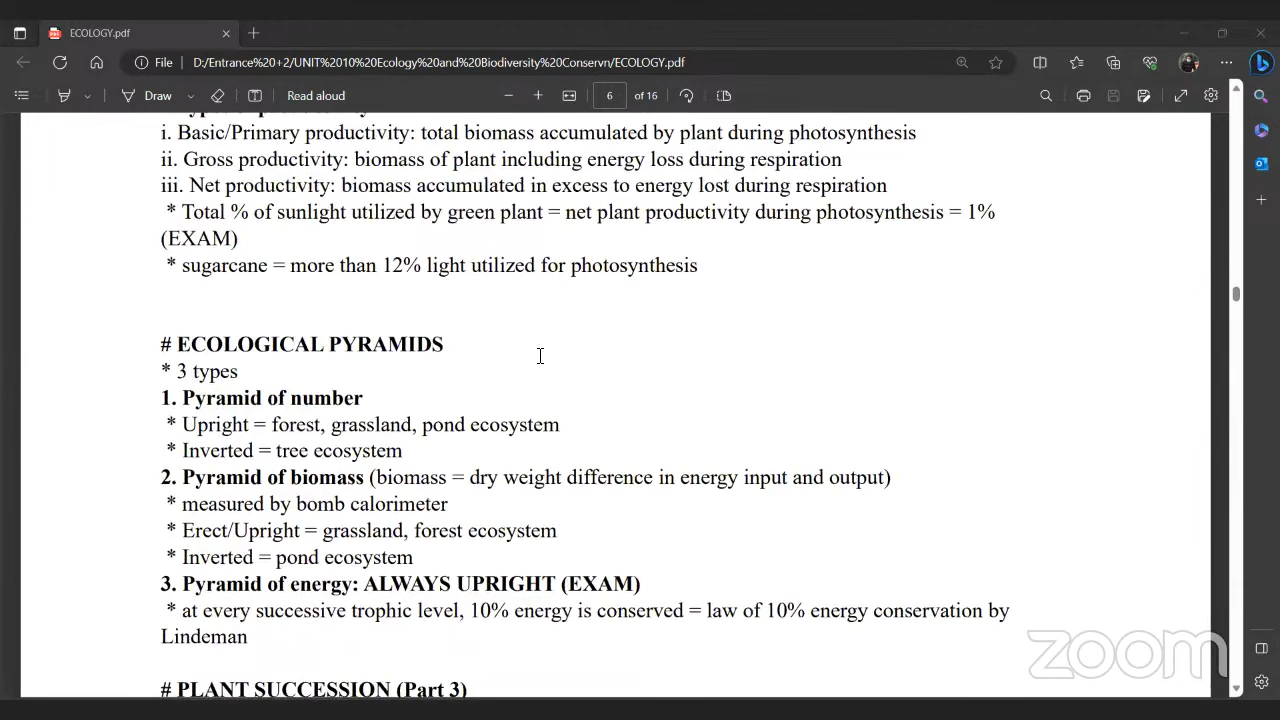 ECOLOGY.pdf
File D:/Entrance%20+2/UNIT%2010%20Ecology%20and%20Biodiversity%20Conservn/ECOLOGY.pdf
Draw Read aloud 6 of 16
i. Basic/Primary productivity: total biomass accumulated by plant during photosynthesis
ii. Gross productivity: biomass of plant including energy loss during respiration
iii. Net productivity: biomass accumulated in excess to energy lost during respiration
* Total % of sunlight utilized by green plant = net plant productivity during photosynthesis = 1%
(EXAM)
* sugarcane = more than 12% light utilized for photosynthesis
# ECOLOGICAL PYRAMIDS
* 3 types
1. Pyramid of number
* Upright = forest, grassland, pond ecosystem
* Inverted = tree ecosystem
2. Pyramid of biomass (biomass = dry weight difference in energy input and output)
* measured by bomb calorimeter
* Erect/Upright = grassland, forest ecosystem
* Inverted = pond ecosystem
3. Pyramid of energy: ALWAYS UPRIGHT (EXAM)
* at every successive trophic level, 10% energy is conserved = law of 10% energy conservation by
Lindeman
zoom
# PLANT SUCCESSION (Part 3)